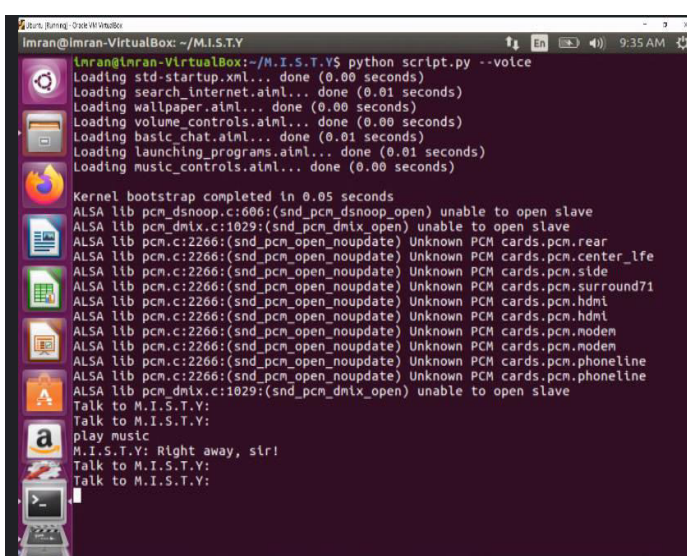 Ubuntu [Running] - Oracle VM VirtualBox
imran@imran-VirtualBox: ~/M.I.S.T.Y
En
9:35 AM
imran@imran-VirtualBox:~/M.I.S.T.Y$ python script.py --voice
Loading std-startup.xml... done (0.00 seconds)
Loading search_internet.aiml... done (0.01 seconds)
Loading wallpaper.aiml... done (0.00 seconds)
Loading volume_controls.aiml... done (0.00 seconds)
Loading basic_chat.aiml... done (0.01 seconds)
Loading launching_programs.aiml... done (0.01 seconds)
Loading music_controls.aiml... done (0.00 seconds)
Kernel bootstrap completed in 0.05 seconds
ALSA lib pcm_dsnoop.c:606:(snd_pcm_dsnoop_open) unable to open slave
ALSA lib pcm_dmix.c:1029:(snd_pcm_dmix_open) unable to open slave
ALSA lib pcm.c:2266:(snd_pcm_open_noupdate) Unknown PCM cards.pcm.rear
ALSA lib pcm.c:2266:(snd_pcm_open_noupdate) Unknown PCM cards.pcm.center_lfe
ALSA lib pcm.c:2266:(snd_pcm_open_noupdate) Unknown PCM cards.pcm.side
ALSA lib pcm.c:2266:(snd_pcm_open_noupdate) Unknown PCM cards.pcm.surround71
ALSA lib pcm.c:2266:(snd_pcm_open_noupdate) Unknown PCM cards.pcm.hdmi
ALSA lib pcm.c:2266:(snd_pcm_open_noupdate) Unknown PCM cards.pcm.hdmi
ALSA lib pcm.c:2266:(snd_pcm_open_noupdate) Unknown PCM cards.pcm.modem
ALSA lib pcm.c:2266:(snd_pcm_open_noupdate) Unknown PCM cards.pcm.modem
ALSA lib pcm.c:2266:(snd_pcm_open_noupdate) Unknown PCM cards.pcm.phoneline
ALSA lib pcm.c:2266:(snd_pcm_open_noupdate) Unknown PCM cards.pcm.phoneline
ALSA lib pcm_dmix.c:1029:(snd_pcm_dmix_open) unable to open slave
Talk to M.I.S.T.Y:
Talk to M.I.S.T.Y:
play music
M.I.S.T.Y: Right away, sir!
Talk to M.I.S.T.Y:
Talk to M.I.S.T.Y: